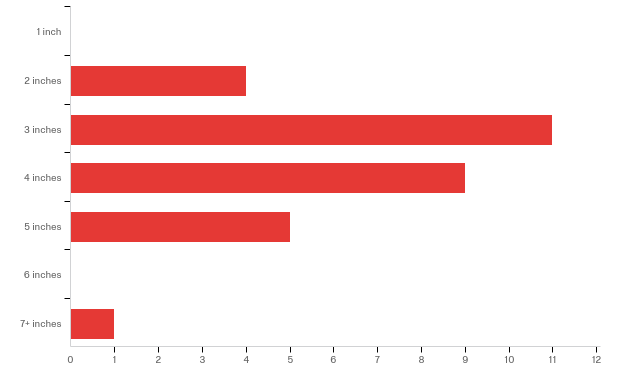 1 inch
2 inches
3 inches
4 inches
5 inches
6 inches
7+ inches
0 1 2 3 4 5 6 7 8 9 10 11 12